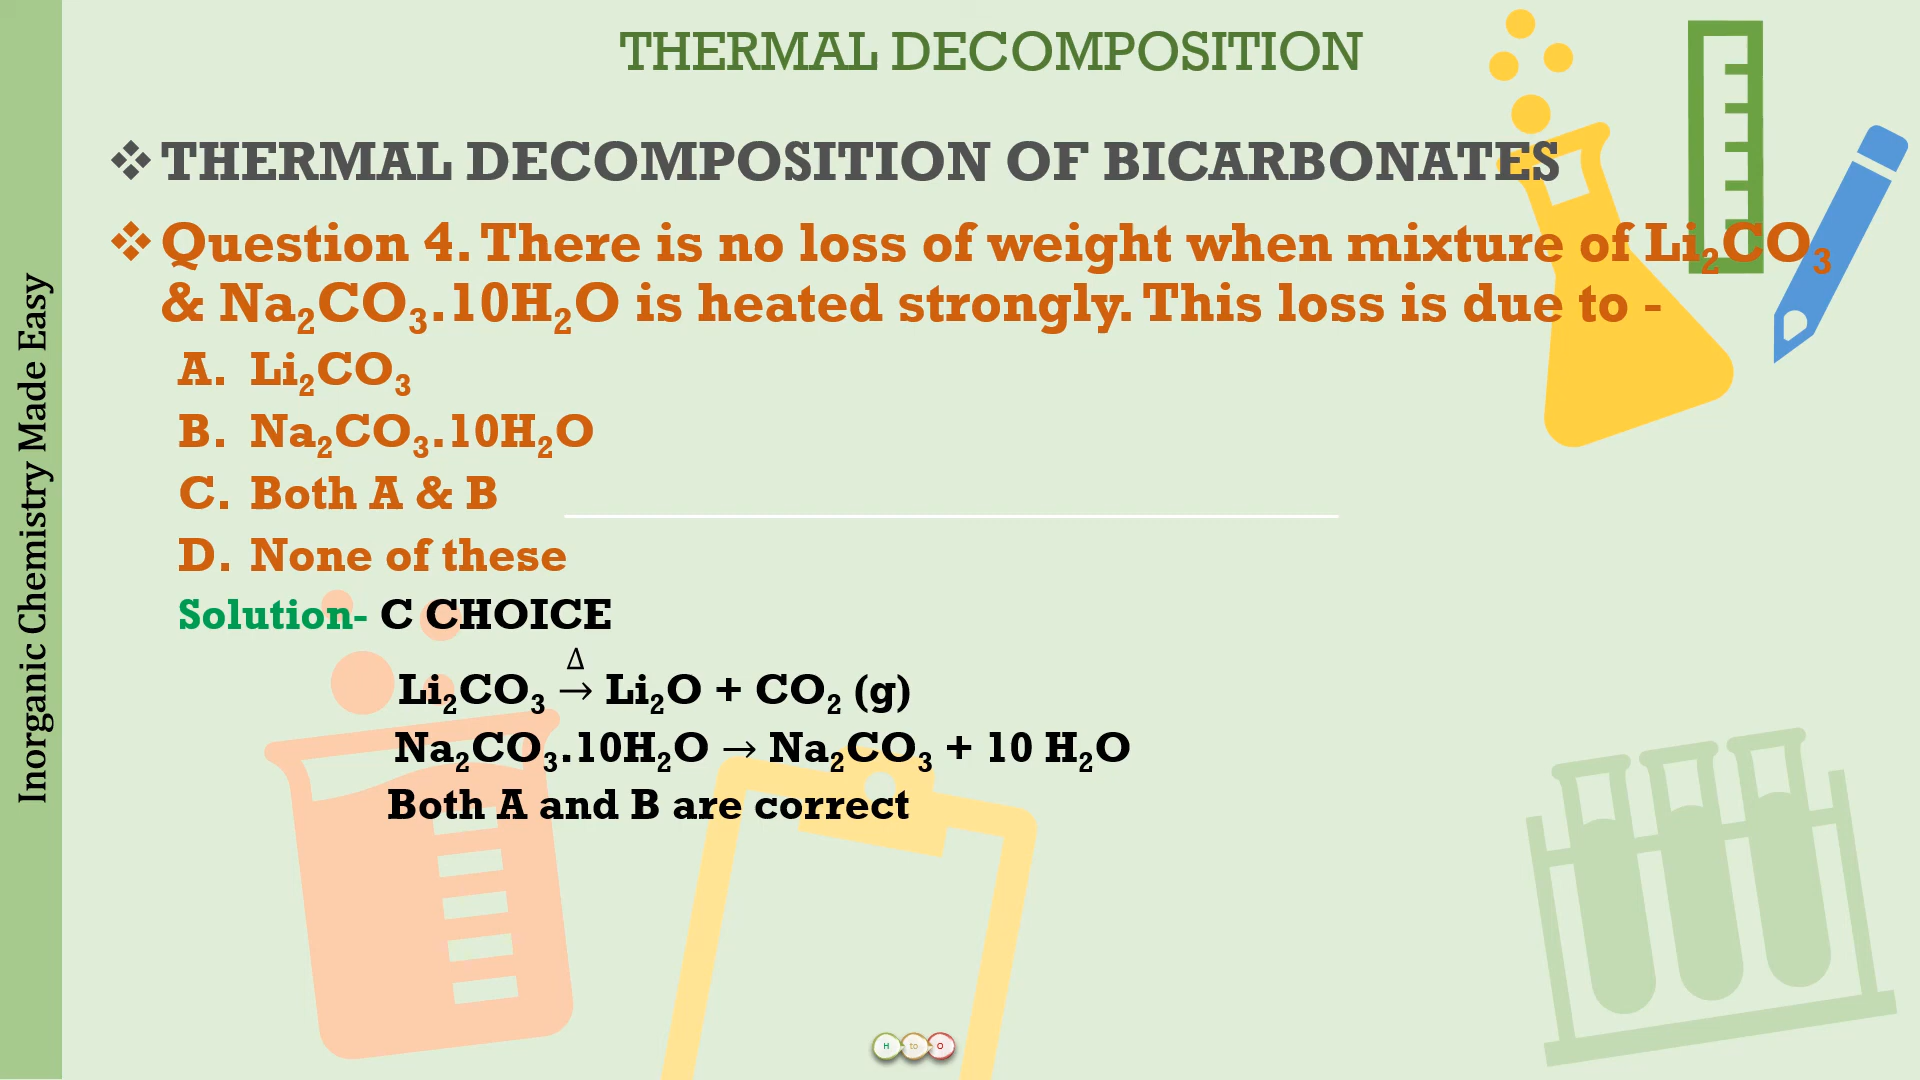 THERMAL DECOMPOSITION
❖ THERMAL DECOMPOSITION OF BICARBONATES
❖ Question 4. There is no loss of weight when mixture of Li₂CO₃
& Na₂CO₃.10H₂O is heated strongly. This loss is due to -
A. Li₂CO₃
B. Na₂CO₃.10H₂O
C. Both A & B
D. None of these
Solution- C CHOICE
Li₂CO₃ →^Δ Li₂O + CO₂ (g)
Na₂CO₃.10H₂O → Na₂CO₃ + 10 H₂O
Both A and B are correct
Inorganic Chemistry Made Easy
H to O